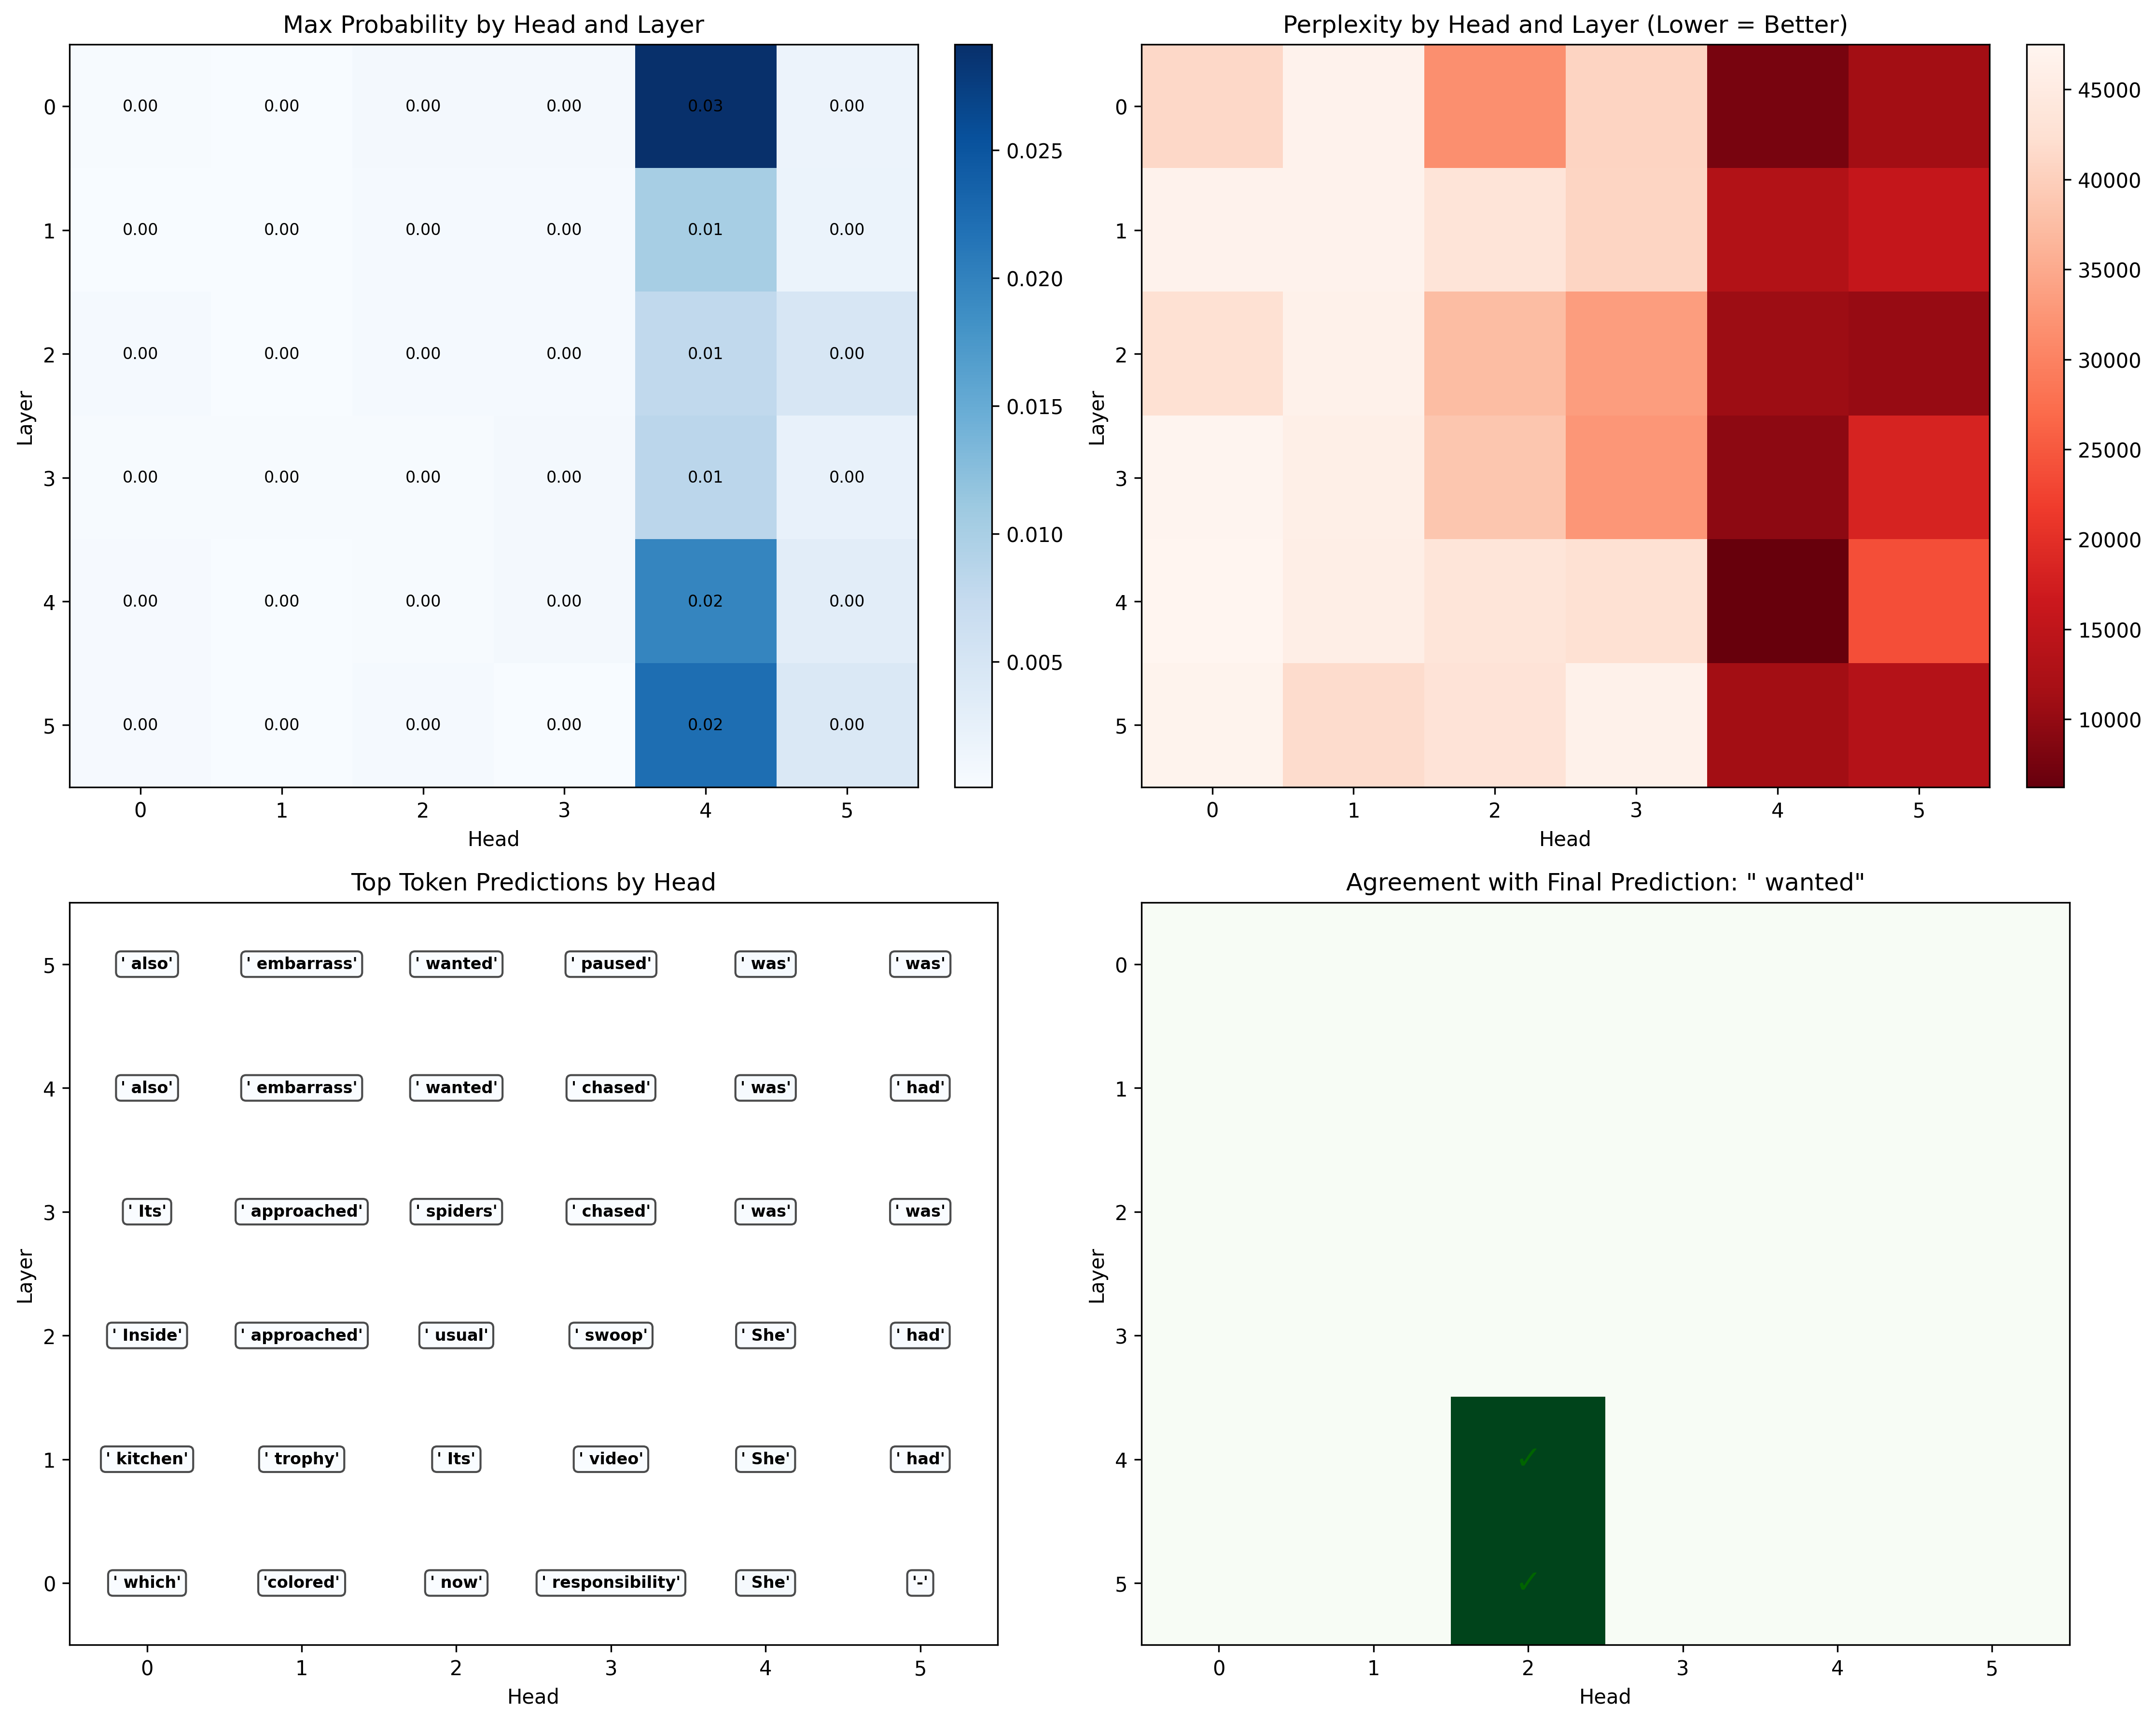 Max Probability by Head and Layer
Layer
0 0.00 0.00 0.00 0.00 0.03 0.00
1 0.00 0.00 0.00 0.00 0.01 0.00
2 0.00 0.00 0.00 0.00 0.01 0.00
3 0.00 0.00 0.00 0.00 0.01 0.00
4 0.00 0.00 0.00 0.00 0.02 0.00
5 0.00 0.00 0.00 0.00 0.02 0.00
0 1 2 3 4 5
Head
0.025
0.020
0.015
0.010
0.005
Perplexity by Head and Layer (Lower = Better)
Layer
0
1
2
3
4
5
0 1 2 3 4 5
Head
45000
40000
35000
30000
25000
20000
15000
10000
Top Token Predictions by Head
Layer
5 ' also' ' embarrass' ' wanted' ' paused' ' was' ' was'
4 ' also' ' embarrass' ' wanted' ' chased' ' was' ' had'
3 ' Its' ' approached' ' spiders' ' chased' ' was' ' was'
2 ' Inside' ' approached' ' usual' ' swoop' ' She' ' had'
1 ' kitchen' ' trophy' ' Its' ' video' ' She' ' had'
0 ' which' 'colored' ' now' ' responsibility' ' She' '-'
0 1 2 3 4 5
Head
Agreement with Final Prediction: " wanted"
Layer
0
1
2
3
4 ✓
5 ✓
0 1 2 3 4 5
Head